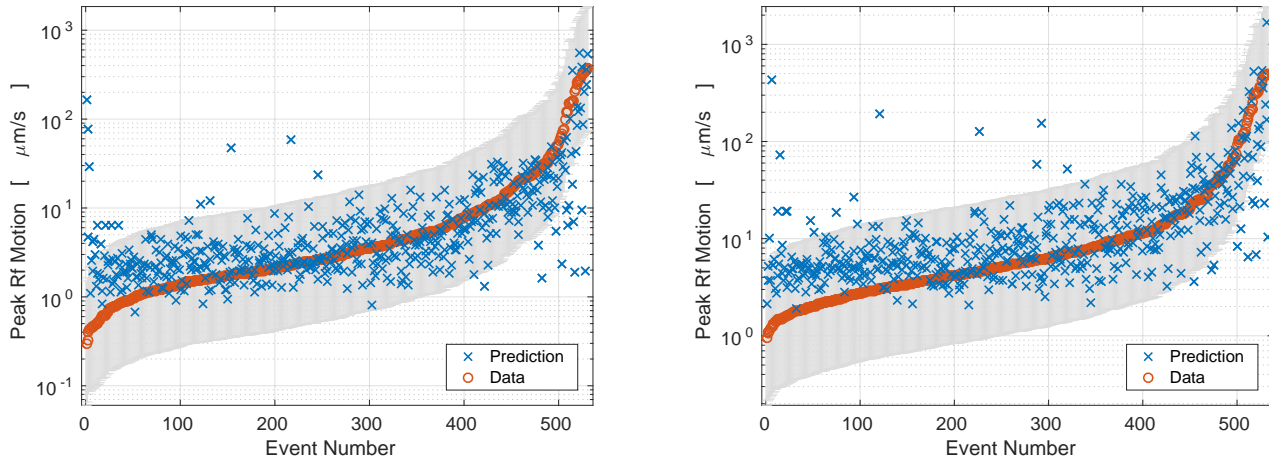 Peak Rf Motion [ μm/s ]
10^3
10^2
10^1
10^0
10^-1
0 100 200 300 400 500
Event Number
Prediction
Data
Peak Rf Motion [ μm/s ]
10^3
10^2
10^1
10^0
0 100 200 300 400 500
Event Number
Prediction
Data